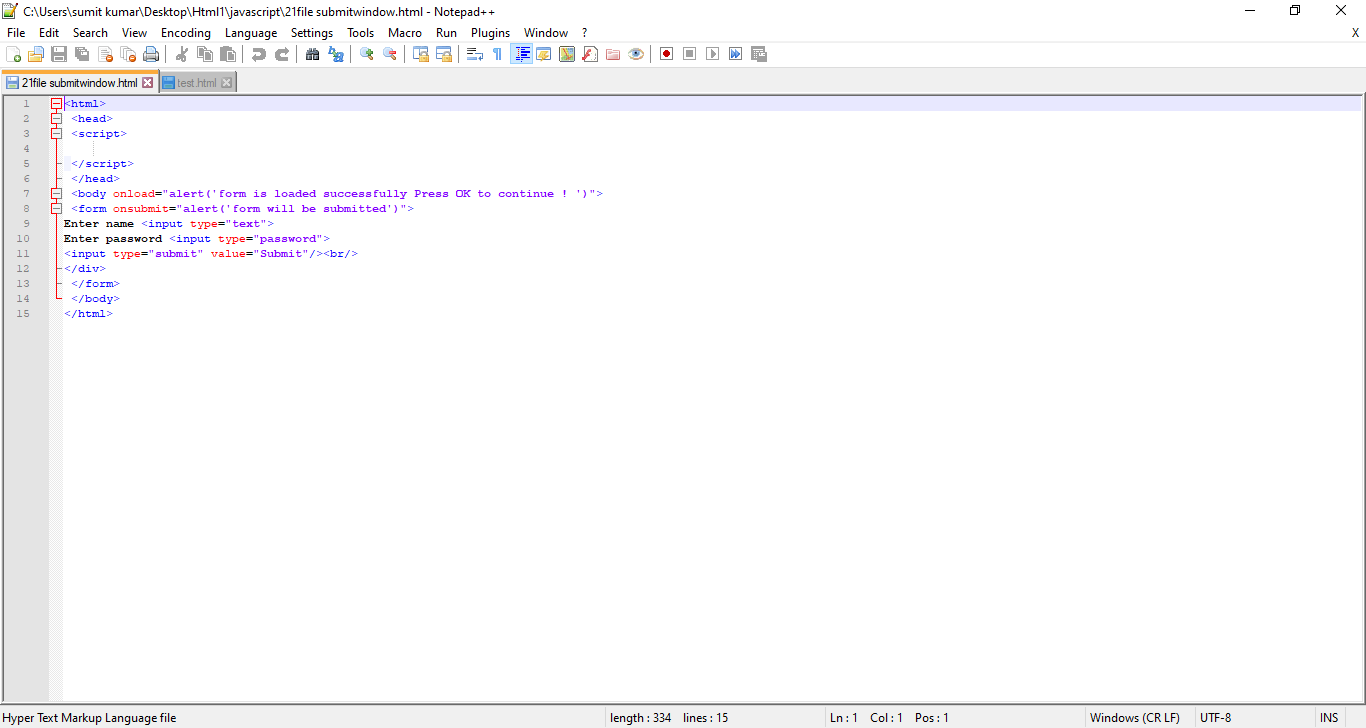 C:\Users\sumit kumar\Desktop\Html1\javascript\21file submitwindow.html - Notepad++
File Edit Search View Encoding Language Settings Tools Macro Run Plugins Window ? X
21file submitwindow.html test.html
1 <html>
2 <head>
3 <script>
4
5 </script>
6 </head>
7 <body onload="alert('form is loaded successfully Press OK to continue ! ')">
8 <form onsubmit="alert('form will be submitted')">
9 Enter name <input type="text">
10 Enter password <input type="password">
11 <input type="submit" value="Submit"/><br/>
12 </div>
13 </form>
14 </body>
15 </html>
Hyper Text Markup Language file length : 334 lines : 15 Ln : 1 Col : 1 Pos : 1 Windows (CR LF) UTF-8 INS